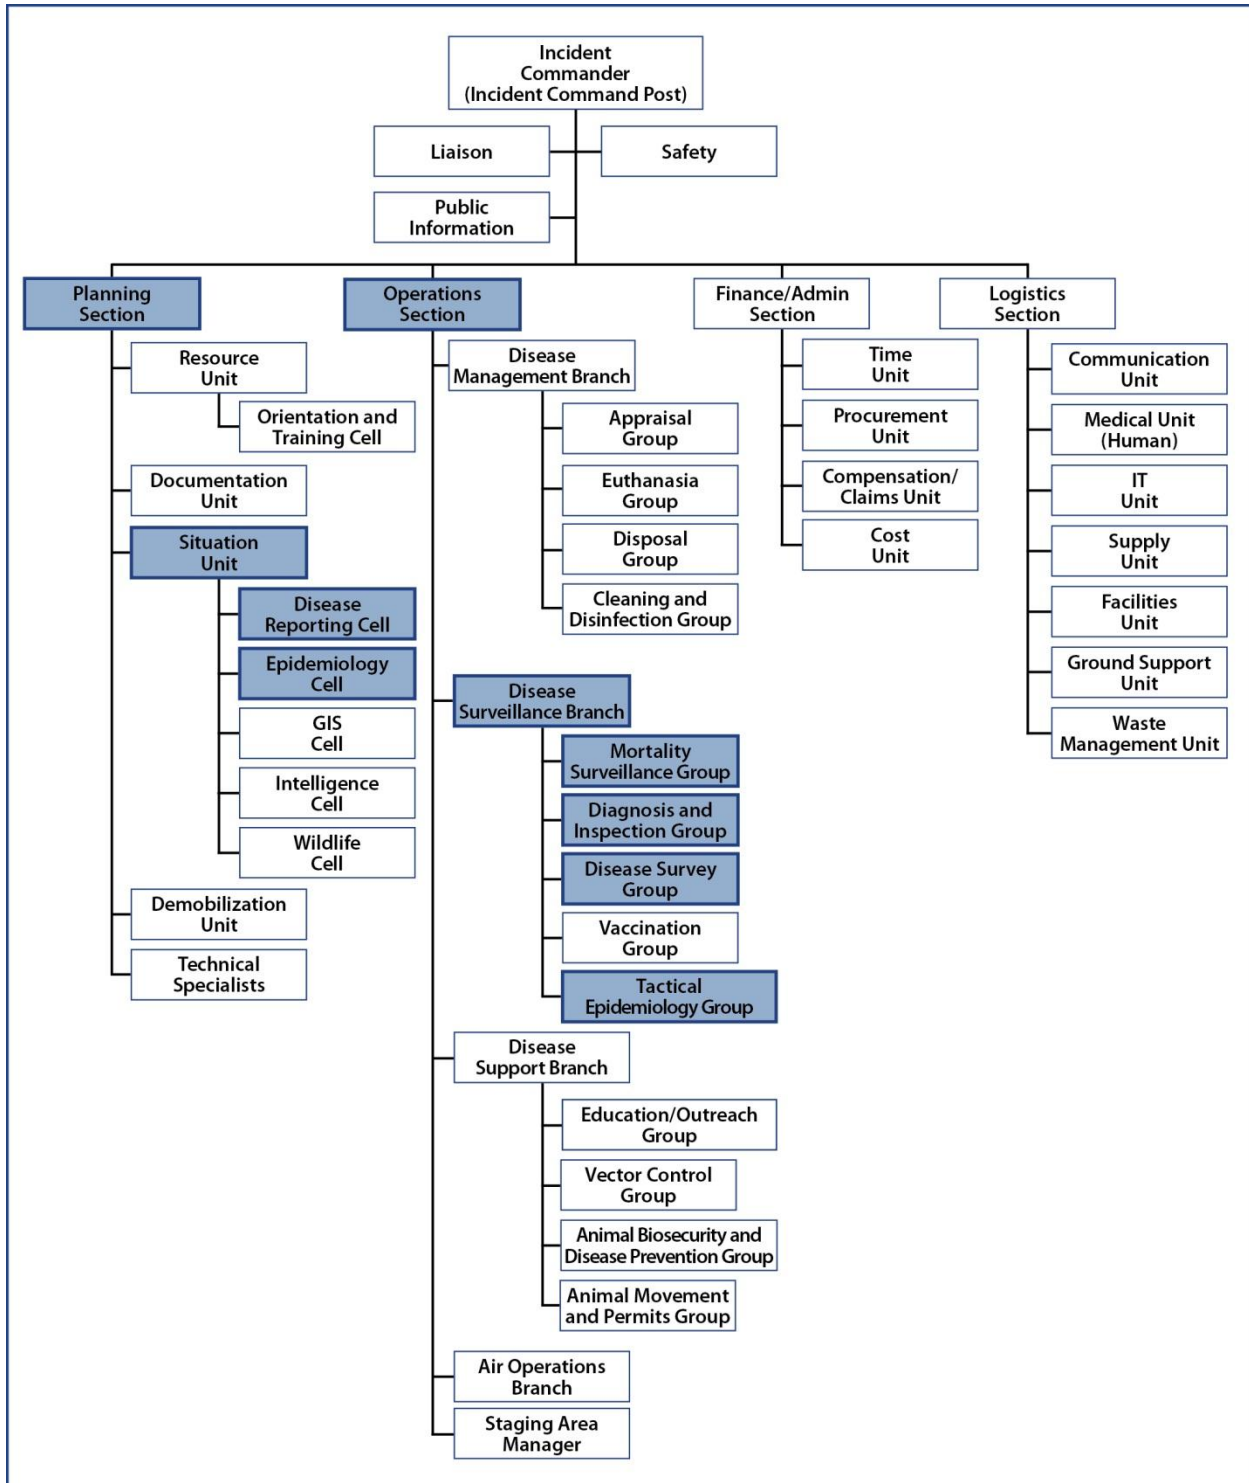 Incident
Commander
(Incident Command Post)
Liaison
Safety
Public
Information
Planning
Section
Operations
Section
Finance/Admin
Section
Logistics
Section
Resource
Unit
Orientation and
Training Cell
Documentation
Unit
Situation
Unit
Disease
Reporting Cell
Epidemiology
Cell
GIS
Cell
Intelligence
Cell
Wildlife
Cell
Demobilization
Unit
Technical
Specialists
Disease
Management Branch
Appraisal
Group
Euthanasia
Group
Disposal
Group
Cleaning and
Disinfection Group
Disease
Surveillance Branch
Mortality
Surveillance Group
Diagnosis and
Inspection Group
Disease Survey
Group
Vaccination
Group
Tactical
Epidemiology Group
Disease
Support Branch
Education/Outreach
Group
Vector Control
Group
Animal Biosecurity and
Disease Prevention Group
Animal Movement
and Permits Group
Air Operations
Branch
Staging Area
Manager
Time
Unit
Procurement
Unit
Compensation/
Claims Unit
Cost
Unit
Communication
Unit
Medical Unit
(Human)
IT
Unit
Supply
Unit
Facilities
Unit
Ground Support
Unit
Waste
Management Unit